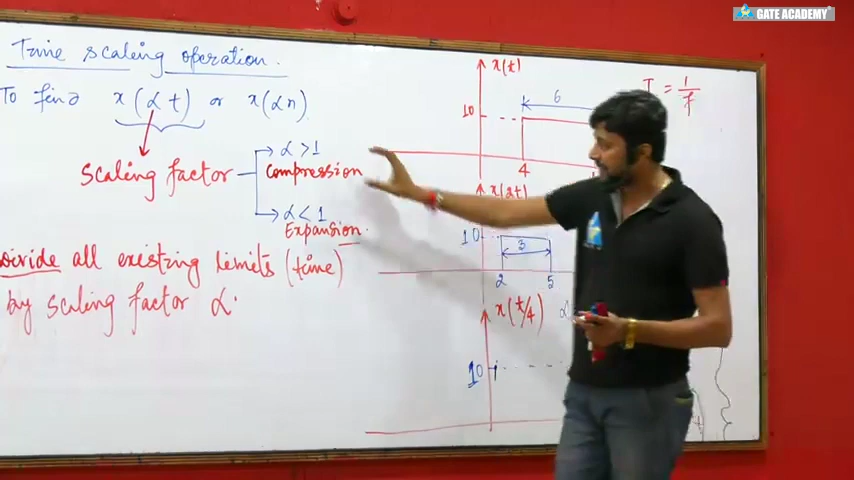 GATE ACADEMY
Time scaling operation.
To find x(αt) or x(αn)
Scaling factor
α > 1
Compression
α < 1
Expansion.
Divide all existing limits (time)
by scaling factor α.
x(t)
10
6
4
T = 1/f
x(2t)
10
3
2 5
x(t/4)
10